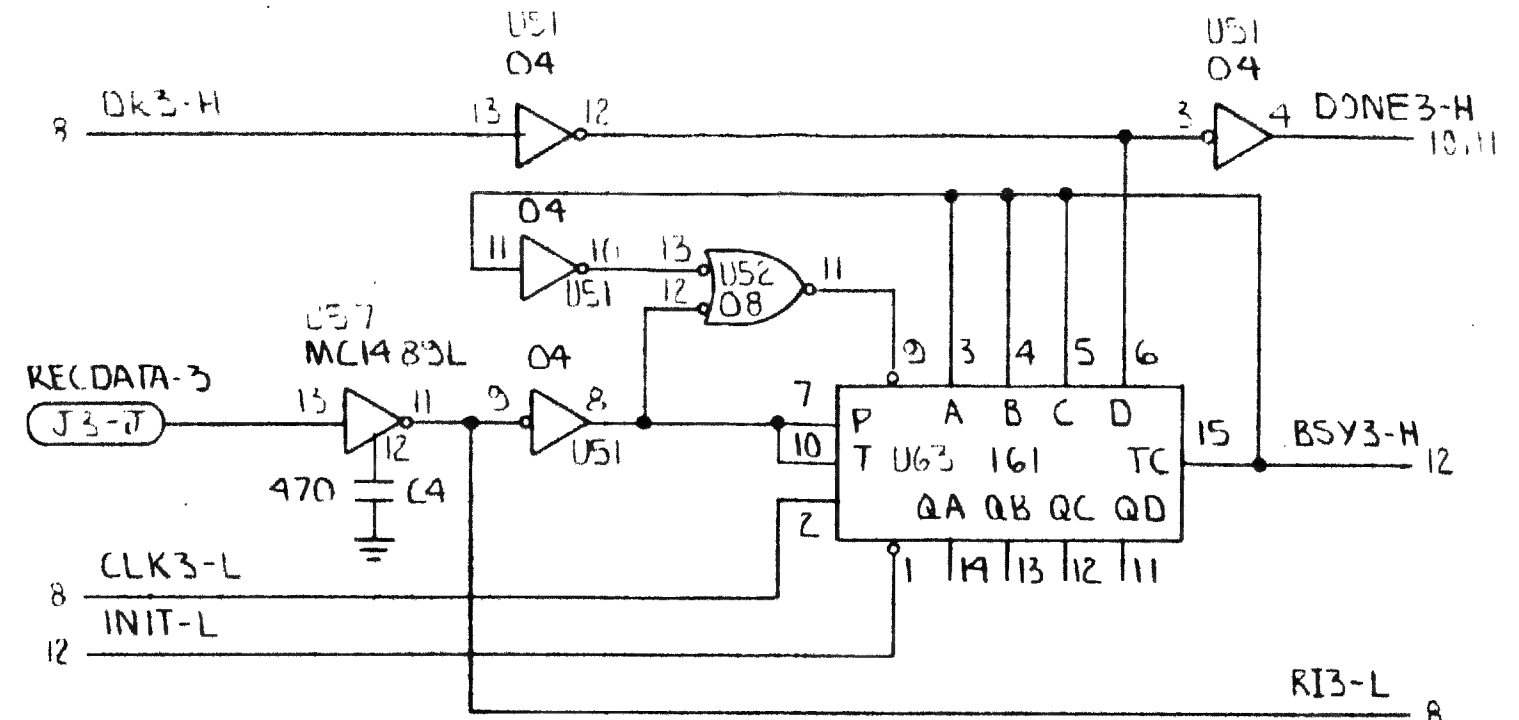 U51
04
U51
04
8 DK3-H 13 12
3 4 DONE3-H
10,11
04
11 10 13 U52 11
U51 12 08
U57
MC1489L 04
9 3 4 5 6
RECDATA-3
J3-J 13 11 9 8 7 P A B C D
12 U51 10 T U63 161 TC 15 BSY3-H 12
470 C4
2 QA QB QC QD
1 14 13 12 11
CLK3-L
8
INIT-L
12
RI3-L
8